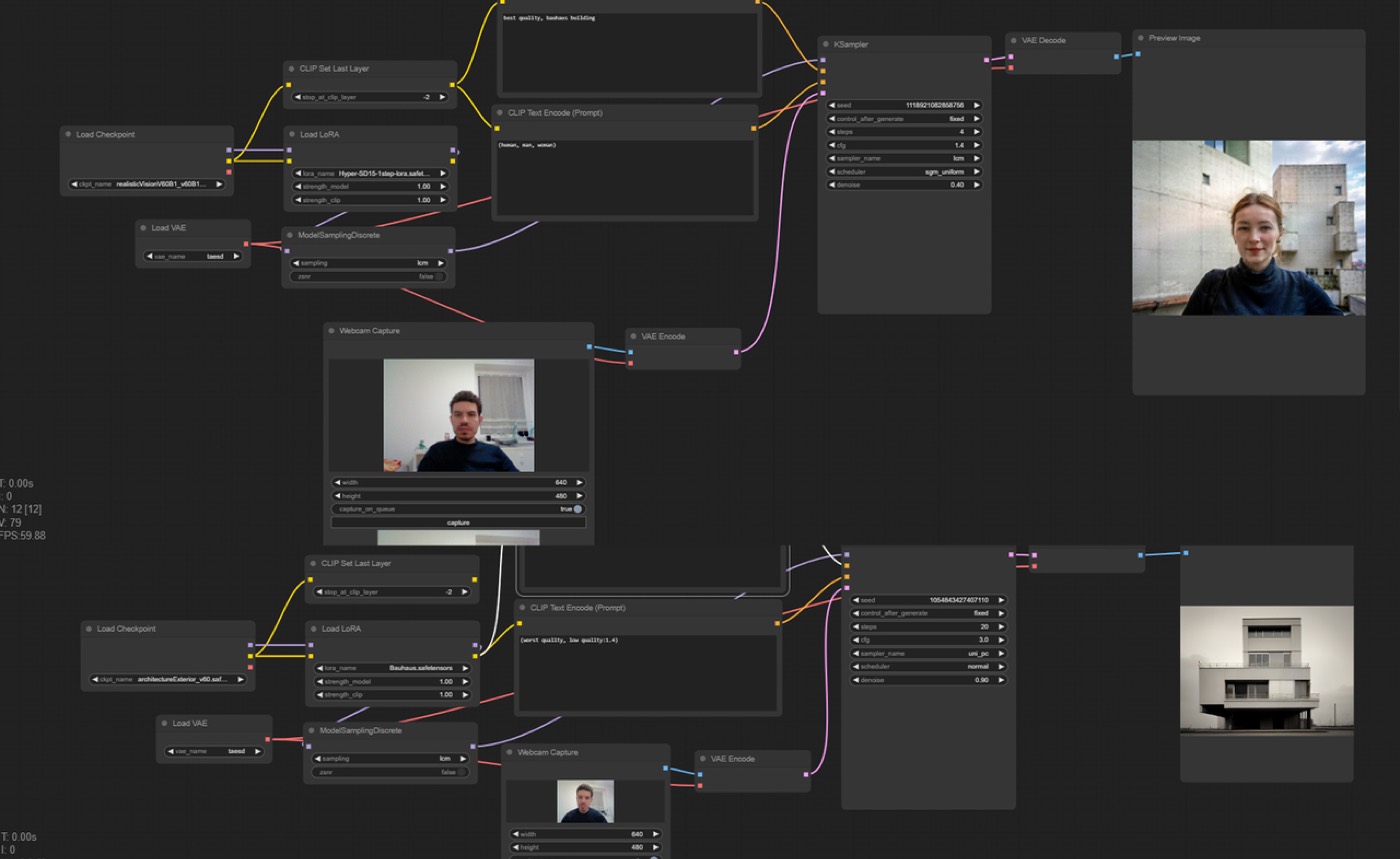 best quality, bauhaus building
KSampler
VAE Decode
Preview Image
CLIP Set Last Layer
stop_at_clip_layer -2
CLIP Text Encode (Prompt)
(human, man, woman)
Load Checkpoint
ckpt_name realisticVisionV60B1_v60B1...
Load LoRA
lora_name Hyper-SD15-1step-lora.safet...
strength_model 1.00
strength_clip 1.00
seed 1118921082858758
control_after_generate fixed
steps 4
cfg 1.4
sampler_name lcm
scheduler sgm_uniform
denoise 0.40
Load VAE
vae_name taesd
ModelSamplingDiscrete
sampling lcm
zsnr false
Webcam Capture
VAE Encode
width 640
height 480
capture_on_queue true
capture
T: 0.00s
: 0
N: 12 [12]
V: 79
FPS:59.88
CLIP Set Last Layer
stop_at_clip_layer -2
CLIP Text Encode (Prompt)
(worst quality, low quality:1.4)
Load Checkpoint
ckpt_name architectureExterior_v60.saf...
Load LoRA
lora_name Bauhaus.safetensors
strength_model 1.00
strength_clip 1.00
seed 1054843427407110
control_after_generate fixed
steps 20
cfg 3.0
sampler_name uni_pc
scheduler normal
denoise 0.90
Load VAE
vae_name taesd
ModelSamplingDiscrete
sampling lcm
zsnr false
Webcam Capture
VAE Encode
width 640
height 480
T: 0.00s
I: 0